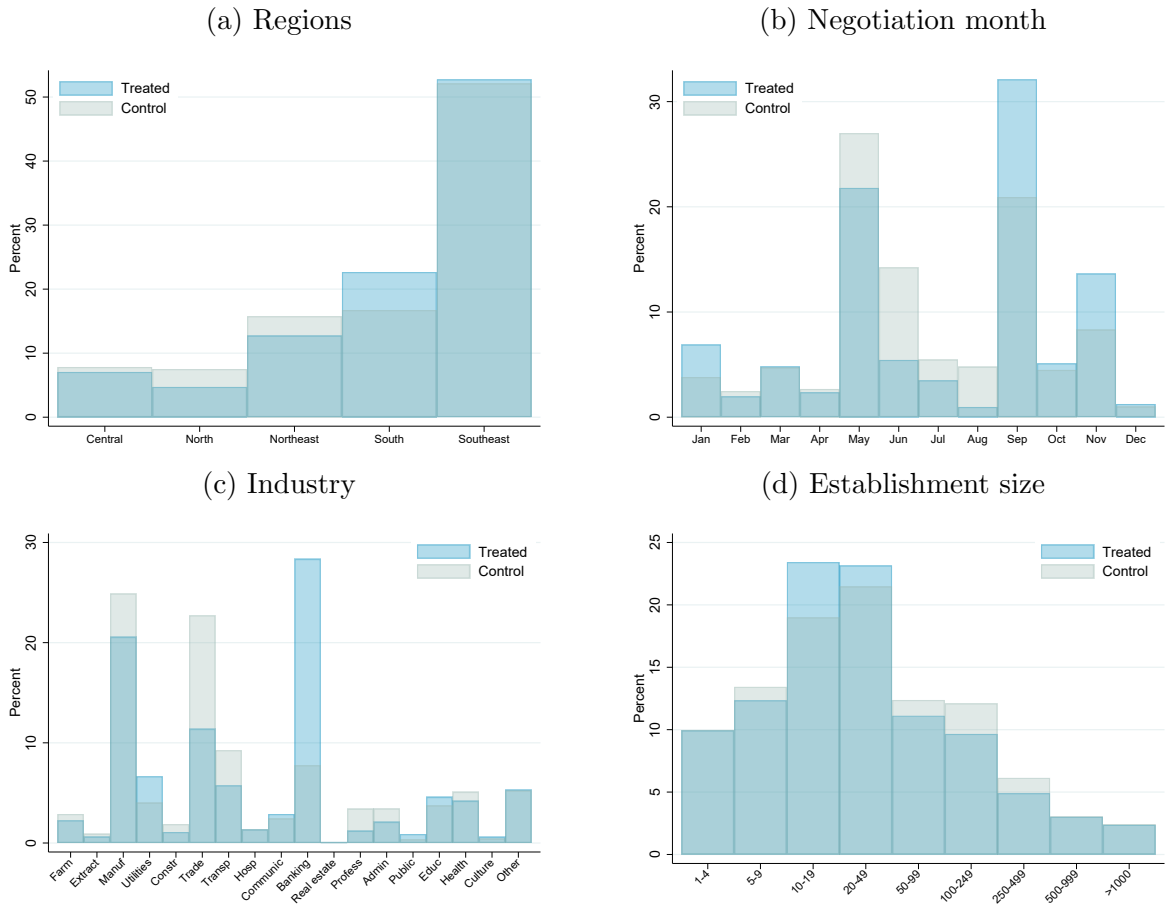 (a) Regions
Treated
Control
Percent
50
40
30
20
10
0
Central North Northeast South Southeast
(b) Negotiation month
Treated
Control
Percent
30
20
10
0
Jan Feb Mar Apr May Jun Jul Aug Sep Oct Nov Dec
(c) Industry
Treated
Control
Percent
30
20
10
0
Farm Extract Manuf Utilities Constr Trade Transp Hosp Communic Banking Real estate Profess Admin Public Educ Health Culture Other
(d) Establishment size
Treated
Control
Percent
25
20
15
10
5
0
1-4 5-9 10-19 20-49 50-99 100-249 250-499 500-999 >1000